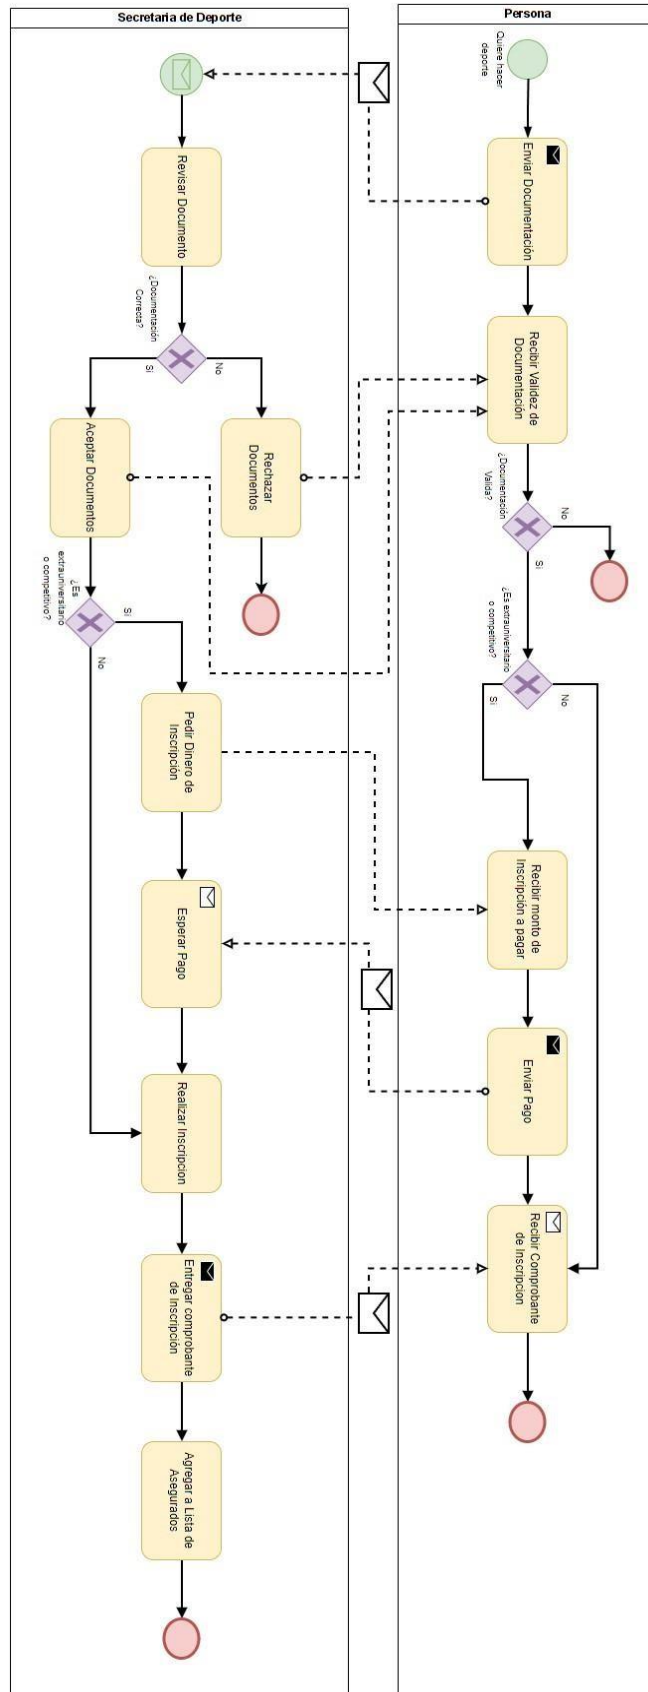 Secretaria de Deporte
Persona
Quiere hacer
deporte
Enviar Documentación
Revisar Documento
¿Documentación
Correcta?
No
Si
Recibir Validez de
Documentación
Aceptar Documentos
Rechazar
Documentos
¿Documentación
Valida?
No
Si
¿Es
extrauniversitario
o competitivo?
Si
No
¿Es extrauniversitario
o competitivo?
No
Si
Pedir Dinero de
Inscripción
Recibir monto de
Inscripción a pagar
Esperar Pago
Enviar Pago
Realizar Inscripcion
Recibir Comprobante
de Inscripcion
Entregar comprobante
de Inscripción
Agregar a Lista de
Asegurados